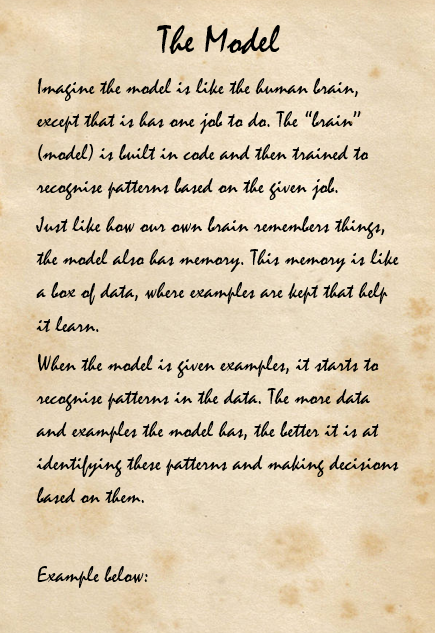 The Model
Imagine the model is like the human brain,
except that is has one job to do. The "brain"
(model) is built in code and then trained to
recognise patterns based on the given job.
Just like how our own brain remembers things,
the model also has memory. This memory is like
a box of data, where examples are kept that help
it learn.
When the model is given examples, it starts to
recognise patterns in the data. The more data
and examples the model has, the better it is at
identifying these patterns and making decisions
based on them.
Example below: